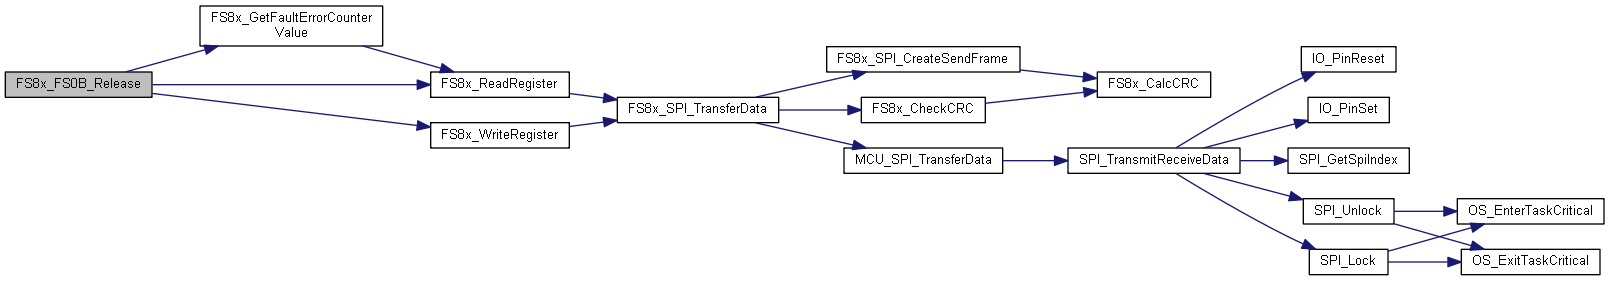 FS8x_GetFaultErrorCounter
Value
FS8x_FS0B_Release
FS8x_ReadRegister
FS8x_WriteRegister
FS8x_SPI_TransferData
FS8x_SPI_CreateSendFrame
FS8x_CheckCRC
MCU_SPI_TransferData
FS8x_CalcCRC
SPI_TransmitReceiveData
IO_PinReset
IO_PinSet
SPI_GetSpiIndex
SPI_Unlock
SPI_Lock
OS_EnterTaskCritical
OS_ExitTaskCritical